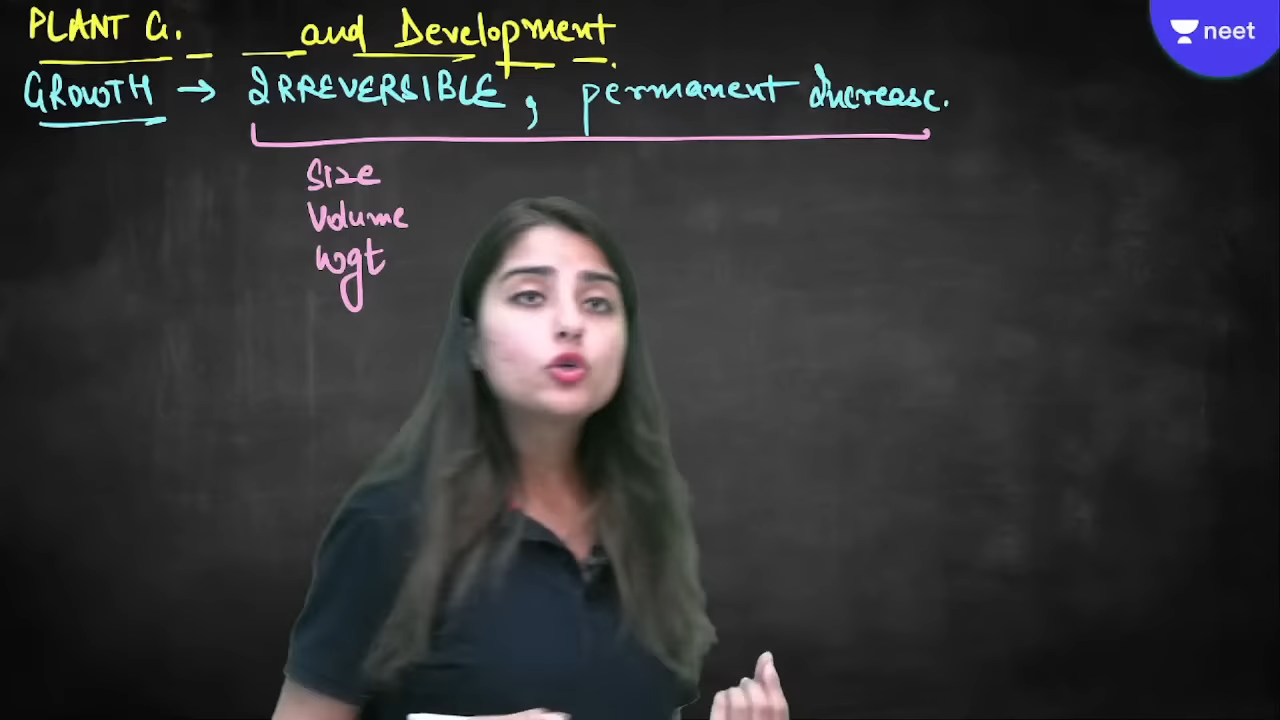 PLANT G. and Development
neet
GROWTH → IRREVERSIBLE, permanent Increase.
Size
Volume
wgt